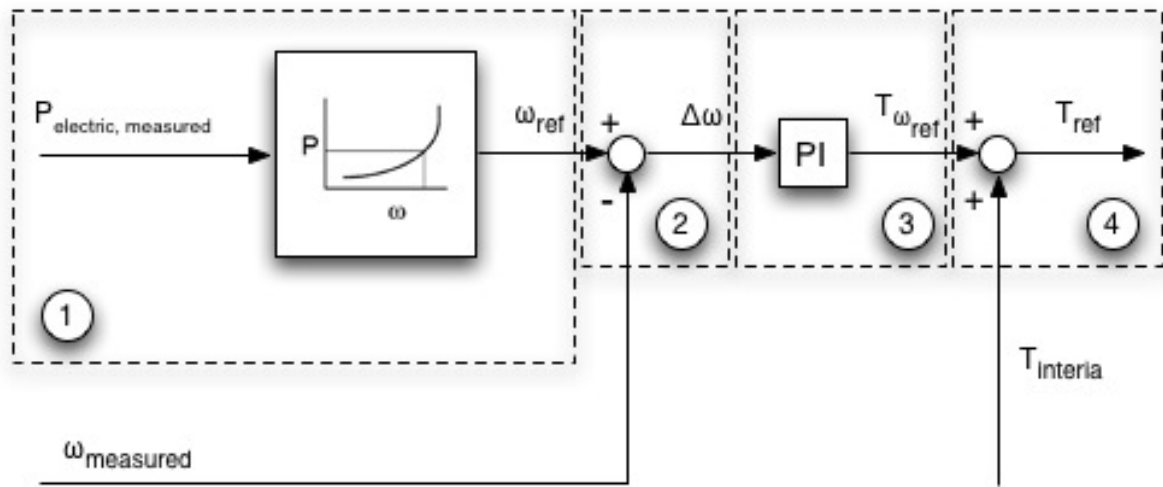 P electric, measured
P
ω
ω ref
+
-
Δω
PI
T ω ref
+
+
T ref
1
2
3
4
T interia
ω measured